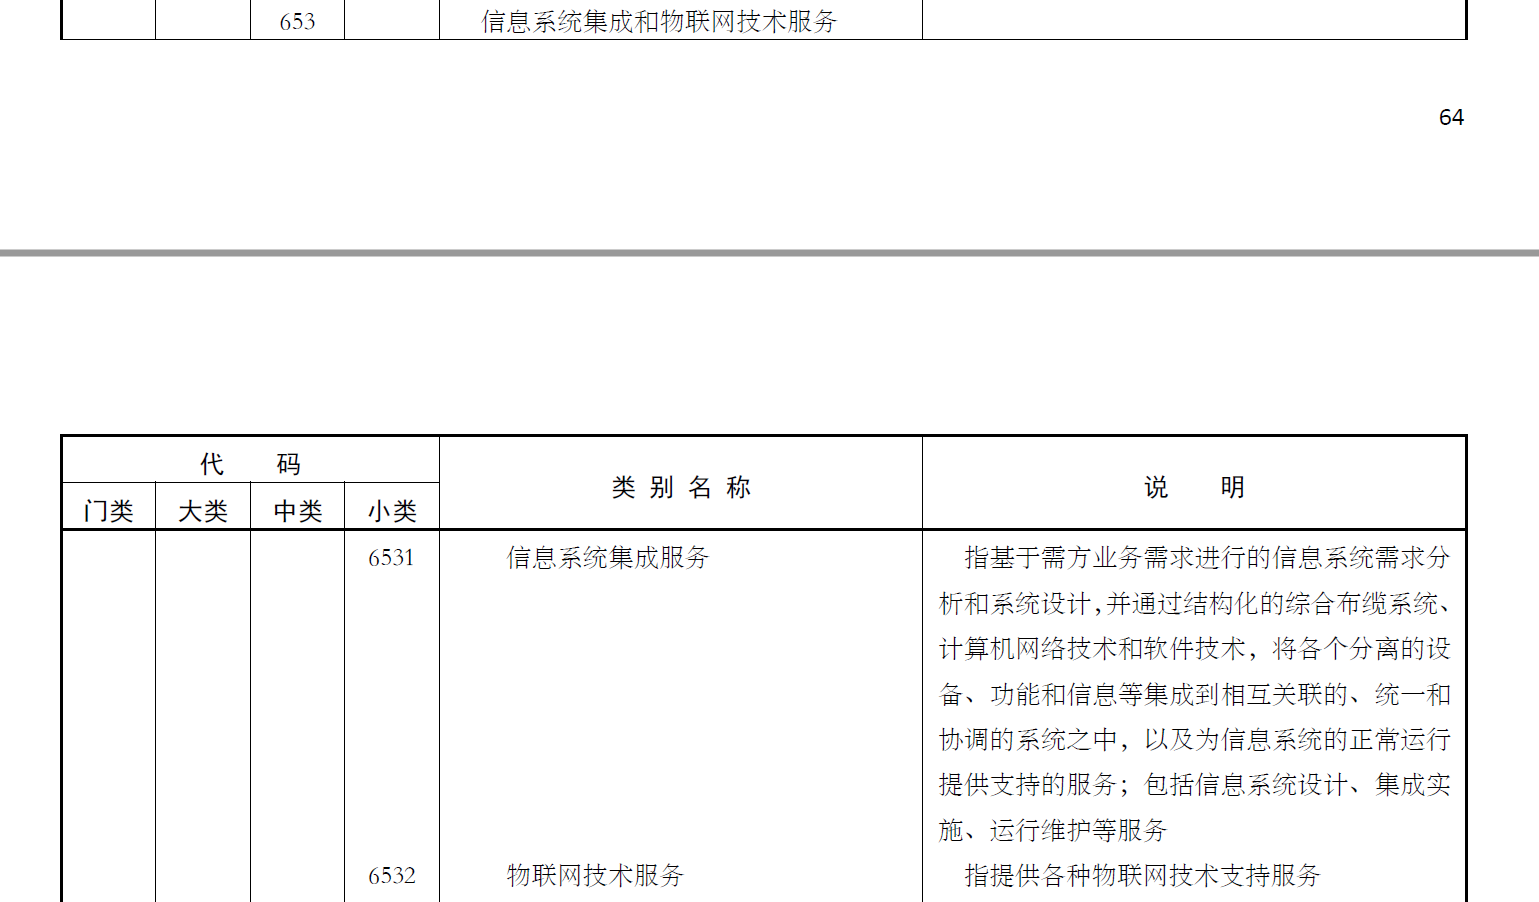 653 信息系统集成和物联网技术服务
64
代 码 类别名称 说 明
门类 大类 中类 小类
6531 信息系统集成服务 指基于需方业务需求进行的信息系统需求分
析和系统设计,并通过结构化的综合布缆系统、
计算机网络技术和软件技术，将各个分离的设
备、功能和信息等集成到相互关联的、统一和
协调的系统之中，以及为信息系统的正常运行
提供支持的服务；包括信息系统设计、集成实
施、运行维护等服务
6532 物联网技术服务 指提供各种物联网技术支持服务